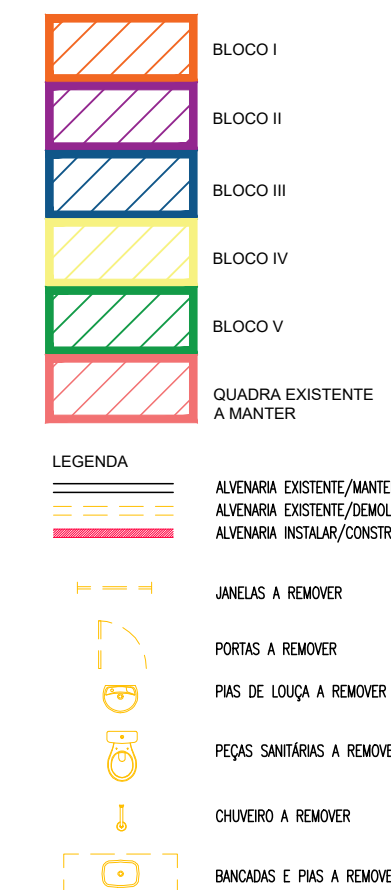 BLOCO I
BLOCO II
BLOCO III
BLOCO IV
BLOCO V
QUADRA EXISTENTE
A MANTER
LEGENDA
ALVENARIA EXISTENTE/MANTE
ALVENARIA EXISTENTE/DEMOL
ALVENARIA INSTALAR/CONSTR
JANELAS A REMOVER
PORTAS A REMOVER
PIAS DE LOUÇA A REMOVER
PEÇAS SANITÁRIAS A REMOVE
CHUVEIRO A REMOVER
BANCADAS E PIAS A REMOVE